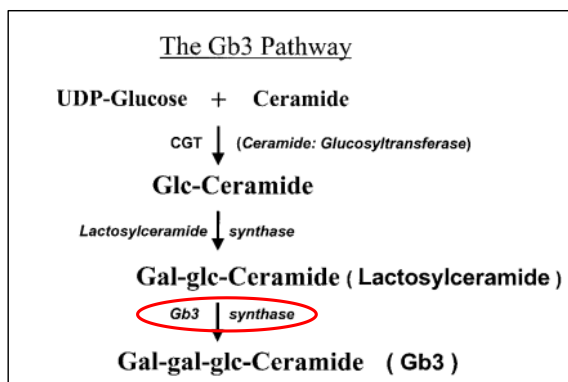 The Gb3 Pathway
UDP-Glucose + Ceramide
CGT (Ceramide: Glucosyltransferase)
Glc-Ceramide
Lactosylceramide synthase
Gal-glc-Ceramide ( Lactosylceramide )
Gb3 synthase
Gal-gal-glc-Ceramide ( Gb3 )